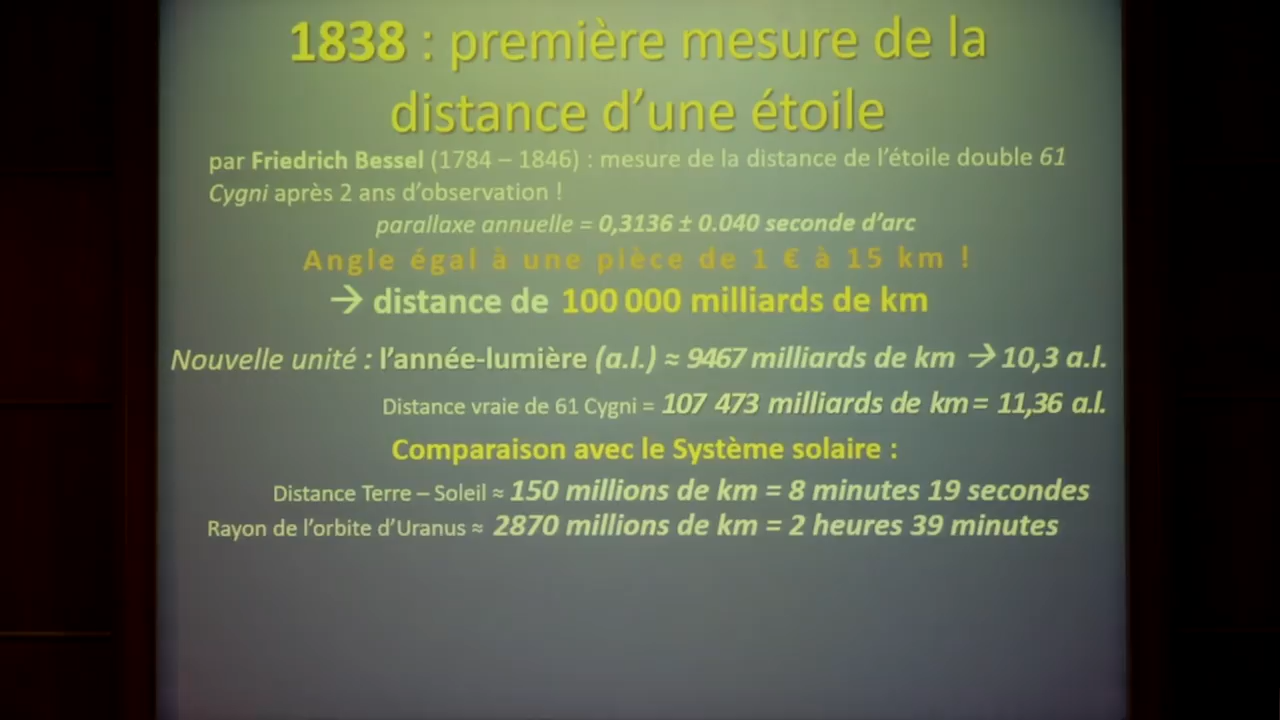 1838 : première mesure de la
distance d’une étoile
par Friedrich Bessel (1784 – 1846) : mesure de la distance de l’étoile double 61
Cygni après 2 ans d’observation !
parallaxe annuelle = 0,3136 ± 0.040 seconde d’arc
Angle égal à une pièce de 1 € à 15 km !
→ distance de 100 000 milliards de km
Nouvelle unité : l’année-lumière (a.l.) ≈ 9467 milliards de km → 10,3 a.l.
Distance vraie de 61 Cygni = 107 473 milliards de km = 11,36 a.l.
Comparaison avec le Système solaire :
Distance Terre – Soleil ≈ 150 millions de km = 8 minutes 19 secondes
Rayon de l’orbite d’Uranus ≈ 2870 millions de km = 2 heures 39 minutes